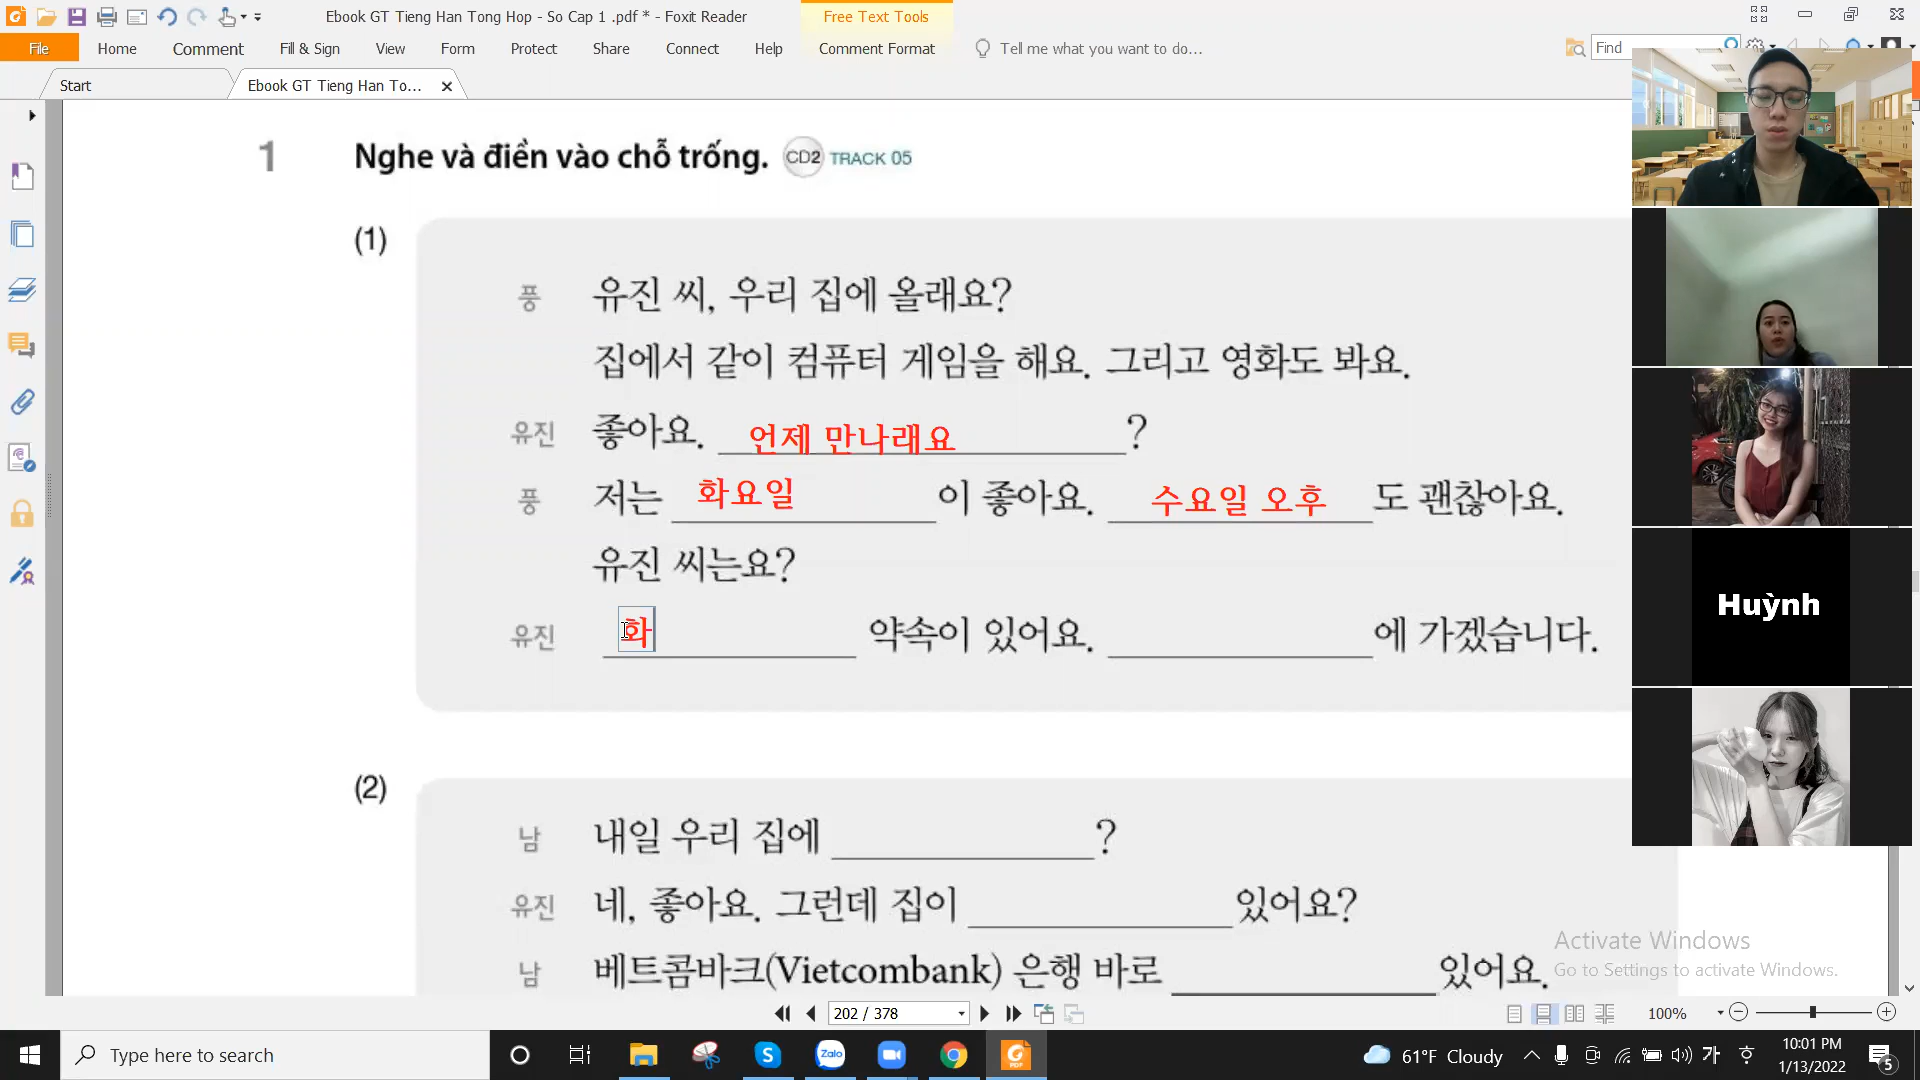 Ebook GT Tieng Han Tong Hop - So Cap 1 .pdf * - Foxit Reader
Free Text Tools
File Home Comment Fill & Sign View Form Protect Share Connect Help Comment Format Tell me what you want to do... Find
Start Ebook GT Tieng Han To...
1 Nghe và điền vào chỗ trống. CD2 TRACK 05
(1)
풍 유진 씨, 우리 집에 올래요?
집에서 같이 컴퓨터 게임을 해요. 그리고 영화도 봐요.
유진 좋아요. 언제 만나래요 ?
풍 저는 화요일 이 좋아요. 수요일 오후 도 괜찮아요.
유진 씨는요?
유진 화 약속이 있어요. 에 가겠습니다.
(2)
남 내일 우리 집에 ?
유진 네, 좋아요. 그런데 집이 있어요?
남 베트콤바크(Vietcombank) 은행 바로 있어요.
Huỳnh
Activate Windows
Go to Settings to activate Windows.
202 / 378
100%
Type here to search
Zalo
61°F Cloudy
가
10:01 PM
1/13/2022
5